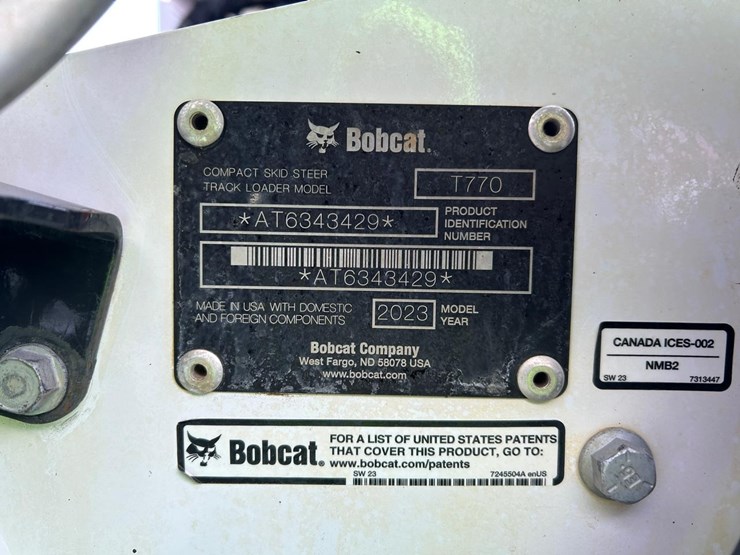 Bobcat.
COMPACT SKID STEER
TRACK LOADER MODEL
T770
*AT6343429*
PRODUCT
IDENTIFICATION
NUMBER
*AT6343429*
MADE IN USA WITH DOMESTIC
AND FOREIGN COMPONENTS
2023
MODEL
YEAR
Bobcat Company
West Fargo, ND 58078 USA
www.bobcat.com
CANADA ICES-002
NMB2
SW 23 7313447
Bobcat.
FOR A LIST OF UNITED STATES PATENTS
THAT COVER THIS PRODUCT, GO TO:
www.bobcat.com/patents
SW 23 7245504A enUS